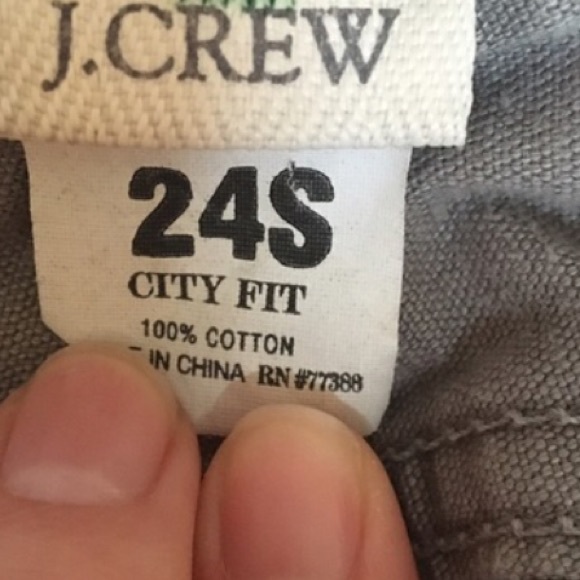 J.CREW
24S
CITY FIT
100% COTTON
IN CHINA RN #77388